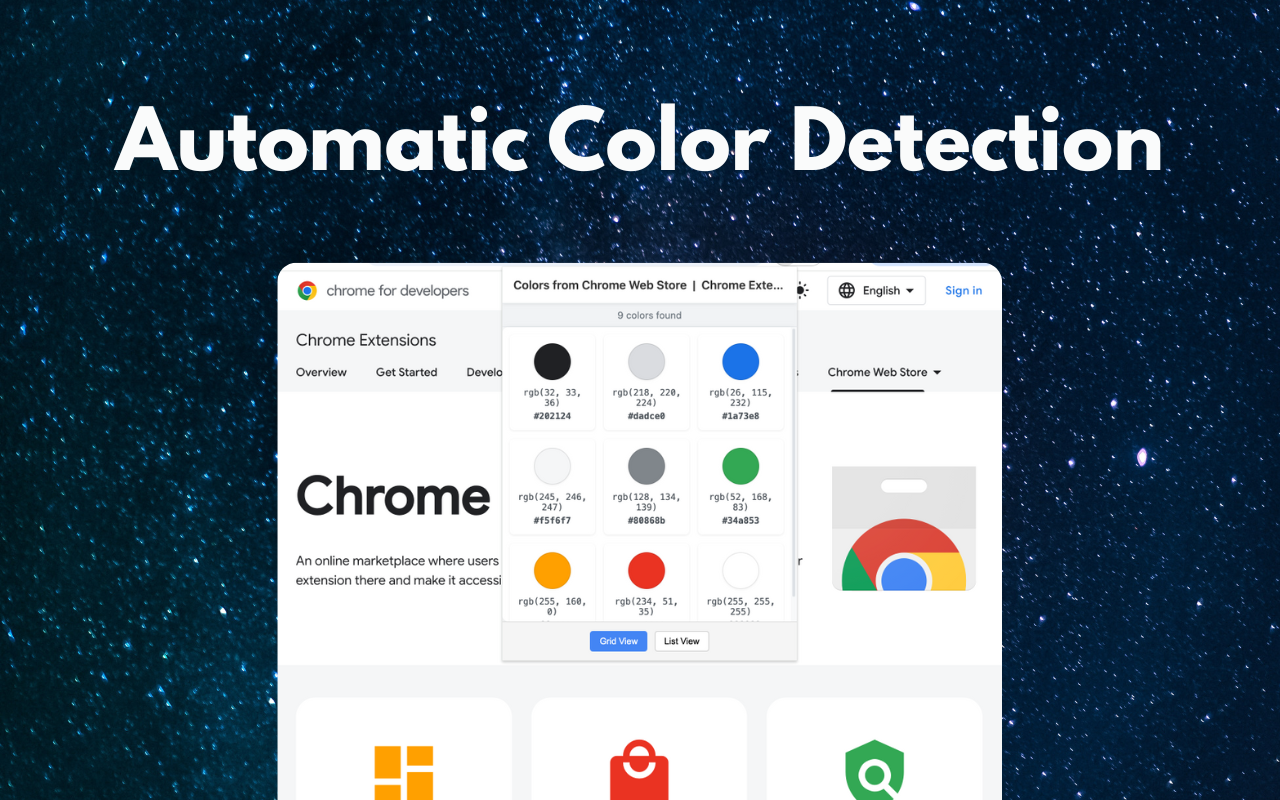 Automatic Color Detection
chrome for developers
Colors from Chrome Web Store | Chrome Exte...
English
Sign in
9 colors found
Chrome Extensions
Overview
Get Started
Develo
s
Chrome Web Store
rgb(32, 33,
36)
#202124
rgb(218, 220,
224)
#dadce0
rgb(26, 115,
232)
#1a73e8
rgb(245, 246,
247)
#f5f6f7
rgb(128, 134,
139)
#80868b
rgb(52, 168,
83)
#34a853
Chrome
An online marketplace where users
r
extension there and make it accessi
rgb(255, 160,
0)
rgb(234, 51,
35)
rgb(255, 255,
255)
Grid View
List View